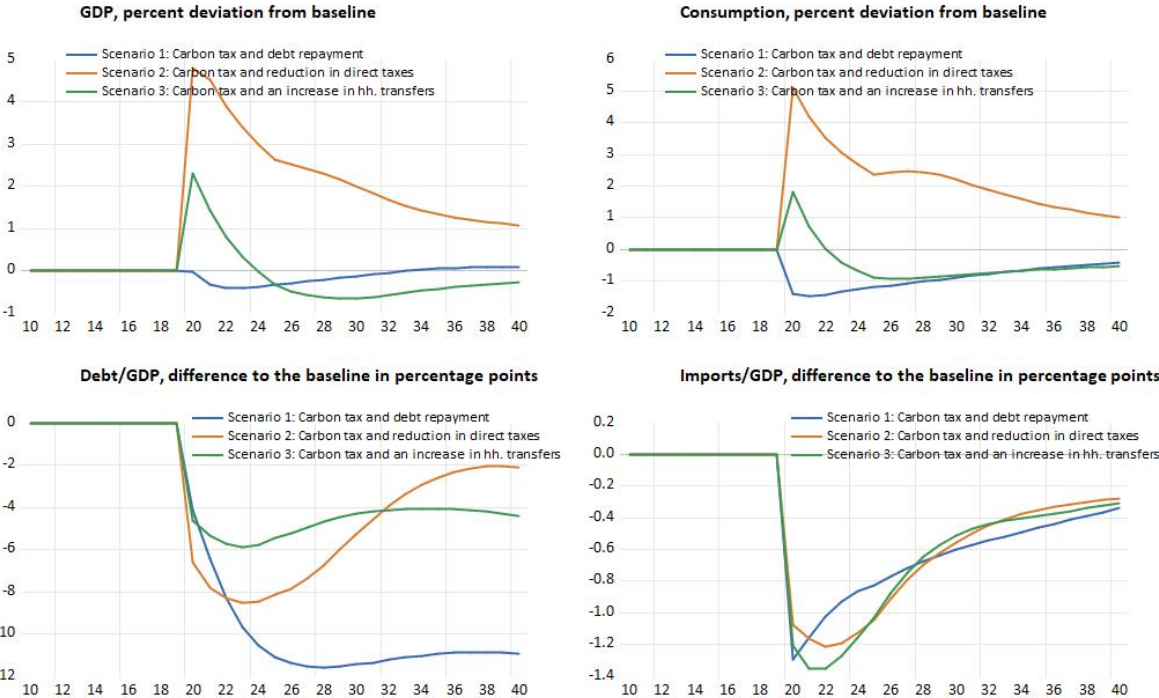 GDP, percent deviation from baseline
Scenario 1: Carbon tax and debt repayment
Scenario 2: Carbon tax and reduction in direct taxes
Scenario 3: Carbon tax and an increase in hh. transfers
5
4
3
2
1
0
-1
10 12 14 16 18 20 22 24 26 28 30 32 34 36 38 40
Consumption, percent deviation from baseline
Scenario 1: Carbon tax and debt repayment
Scenario 2: Carbon tax and reduction in direct taxes
Scenario 3: Carbon tax and an increase in hh. transfers
6
5
4
3
2
1
0
-1
-2
10 12 14 16 18 20 22 24 26 28 30 32 34 36 38 40
Debt/GDP, difference to the baseline in percentage points
Scenario 1: Carbon tax and debt repayment
Scenario 2: Carbon tax and reduction in direct taxes
Scenario 3: Carbon tax and an increase in hh. transfers
0
-2
-4
-6
-8
10
12
10 12 14 16 18 20 22 24 26 28 30 32 34 36 38 40
Imports/GDP, difference to the baseline in percentage points
Scenario 1: Carbon tax and debt repayment
Scenario 2: Carbon tax and reduction in direct taxes
Scenario 3: Carbon tax and an increase in hh. transfers
0.2
0.0
-0.2
-0.4
-0.6
-0.8
-1.0
-1.2
-1.4
10 12 14 16 18 20 22 24 26 28 30 32 34 36 38 40